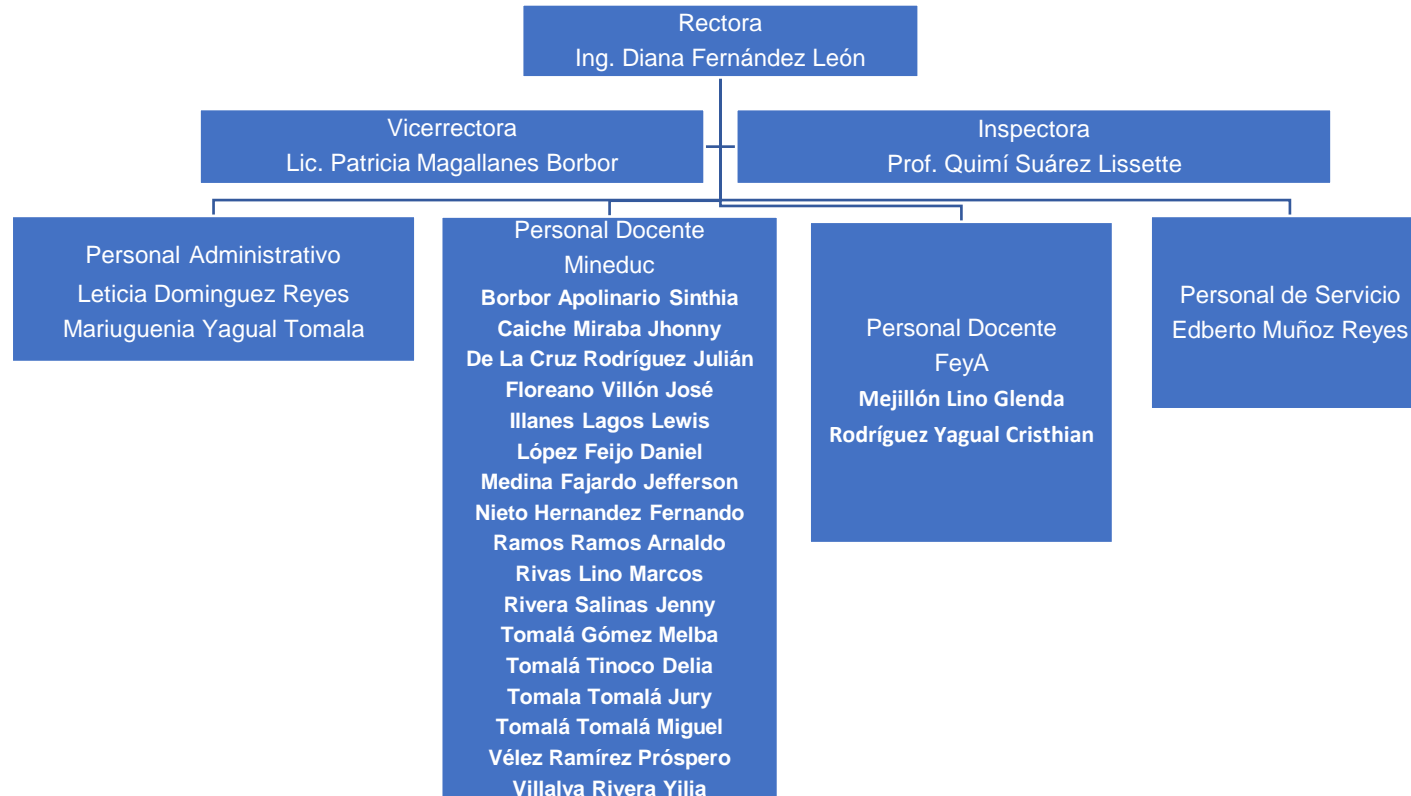 Rectora
Ing. Diana Fernández León
Vicerrectora
Lic. Patricia Magallanes Borbor
Inspectora
Prof. Quimí Suárez Lissette
Personal Administrativo
Leticia Dominguez Reyes
Mariuguenia Yagual Tomala
Personal Docente
Mineduc
Borbor Apolinario Sinthia
Caiche Miraba Jhonny
De La Cruz Rodríguez Julián
Floreano Villón José
Illanes Lagos Lewis
López Feijo Daniel
Medina Fajardo Jefferson
Nieto Hernandez Fernando
Ramos Ramos Arnaldo
Rivas Lino Marcos
Rivera Salinas Jenny
Tomalá Gómez Melba
Tomalá Tinoco Delia
Tomala Tomalá Jury
Tomalá Tomalá Miguel
Vélez Ramírez Próspero
Villalva Rivera Yilia
Personal Docente
FeyA
Mejillón Lino Glenda
Rodríguez Yagual Cristhian
Personal de Servicio
Edberto Muñoz Reyes